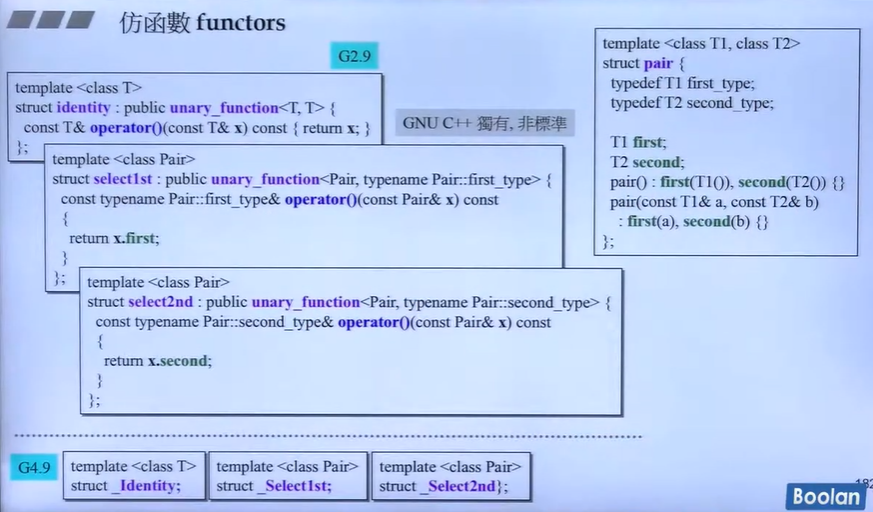 仿函數 functors
G2.9
template <class T>
struct identity : public unary_function<T, T> {
const T& operator()(const T& x) const { return x; }
};
GNU C++ 獨有, 非標準
template <class Pair>
struct select1st : public unary_function<Pair, typename Pair::first_type> {
const typename Pair::first_type& operator()(const Pair& x) const
{
return x.first;
}
};
template <class Pair>
struct select2nd : public unary_function<Pair, typename Pair::second_type> {
const typename Pair::second_type& operator()(const Pair& x) const
{
return x.second;
}
};
template <class T1, class T2>
struct pair {
typedef T1 first_type;
typedef T2 second_type;
T1 first;
T2 second;
pair() : first(T1()), second(T2()) {}
pair(const T1& a, const T2& b)
: first(a), second(b) {}
};
G4.9
template <class T>
struct _Identity;
template <class Pair>
struct _Select1st;
template <class Pair>
struct _Select2nd};
Boolan